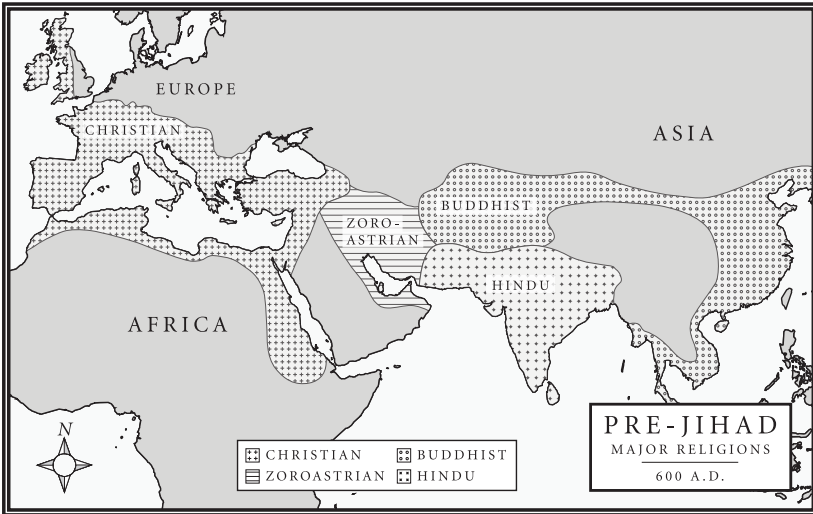 EUROPE
CHRISTIAN
ASIA
BUDDHIST
ZORO-
ASTRIAN
HINDU
AFRICA
N
CHRISTIAN
BUDDHIST
ZOROASTRIAN
HINDU
PRE-JIHAD
MAJOR RELIGIONS
600 A.D.